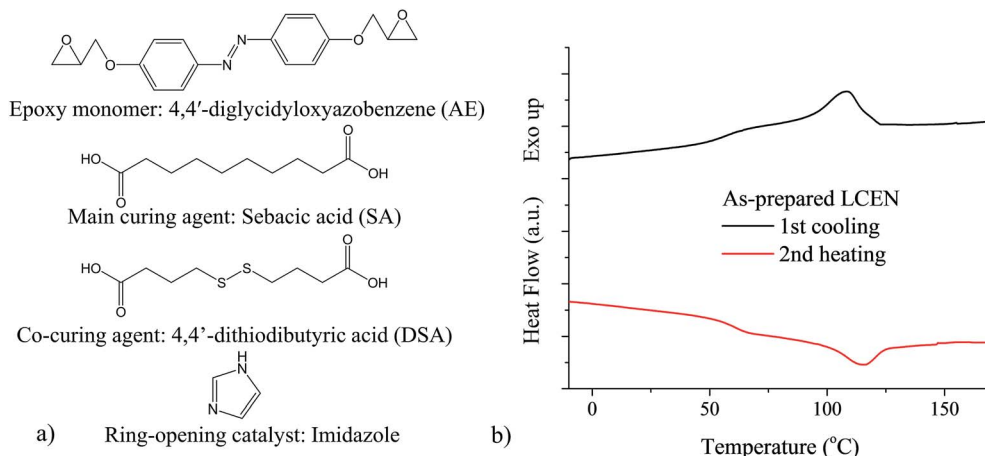 O
O
O
N
N
O
Epoxy monomer: 4,4′-diglycidyloxyazobenzene (AE)
HO
O
O
OH
Main curing agent: Sebacic acid (SA)
HO
O
S
S
O
OH
Co-curing agent: 4,4’-dithiodibutyric acid (DSA)
H
N
N
a) Ring-opening catalyst: Imidazole
Heat Flow (a.u.) Exo up
As-prepared LCEN
1st cooling
2nd heating
0 50 100 150
b) Temperature (°C)